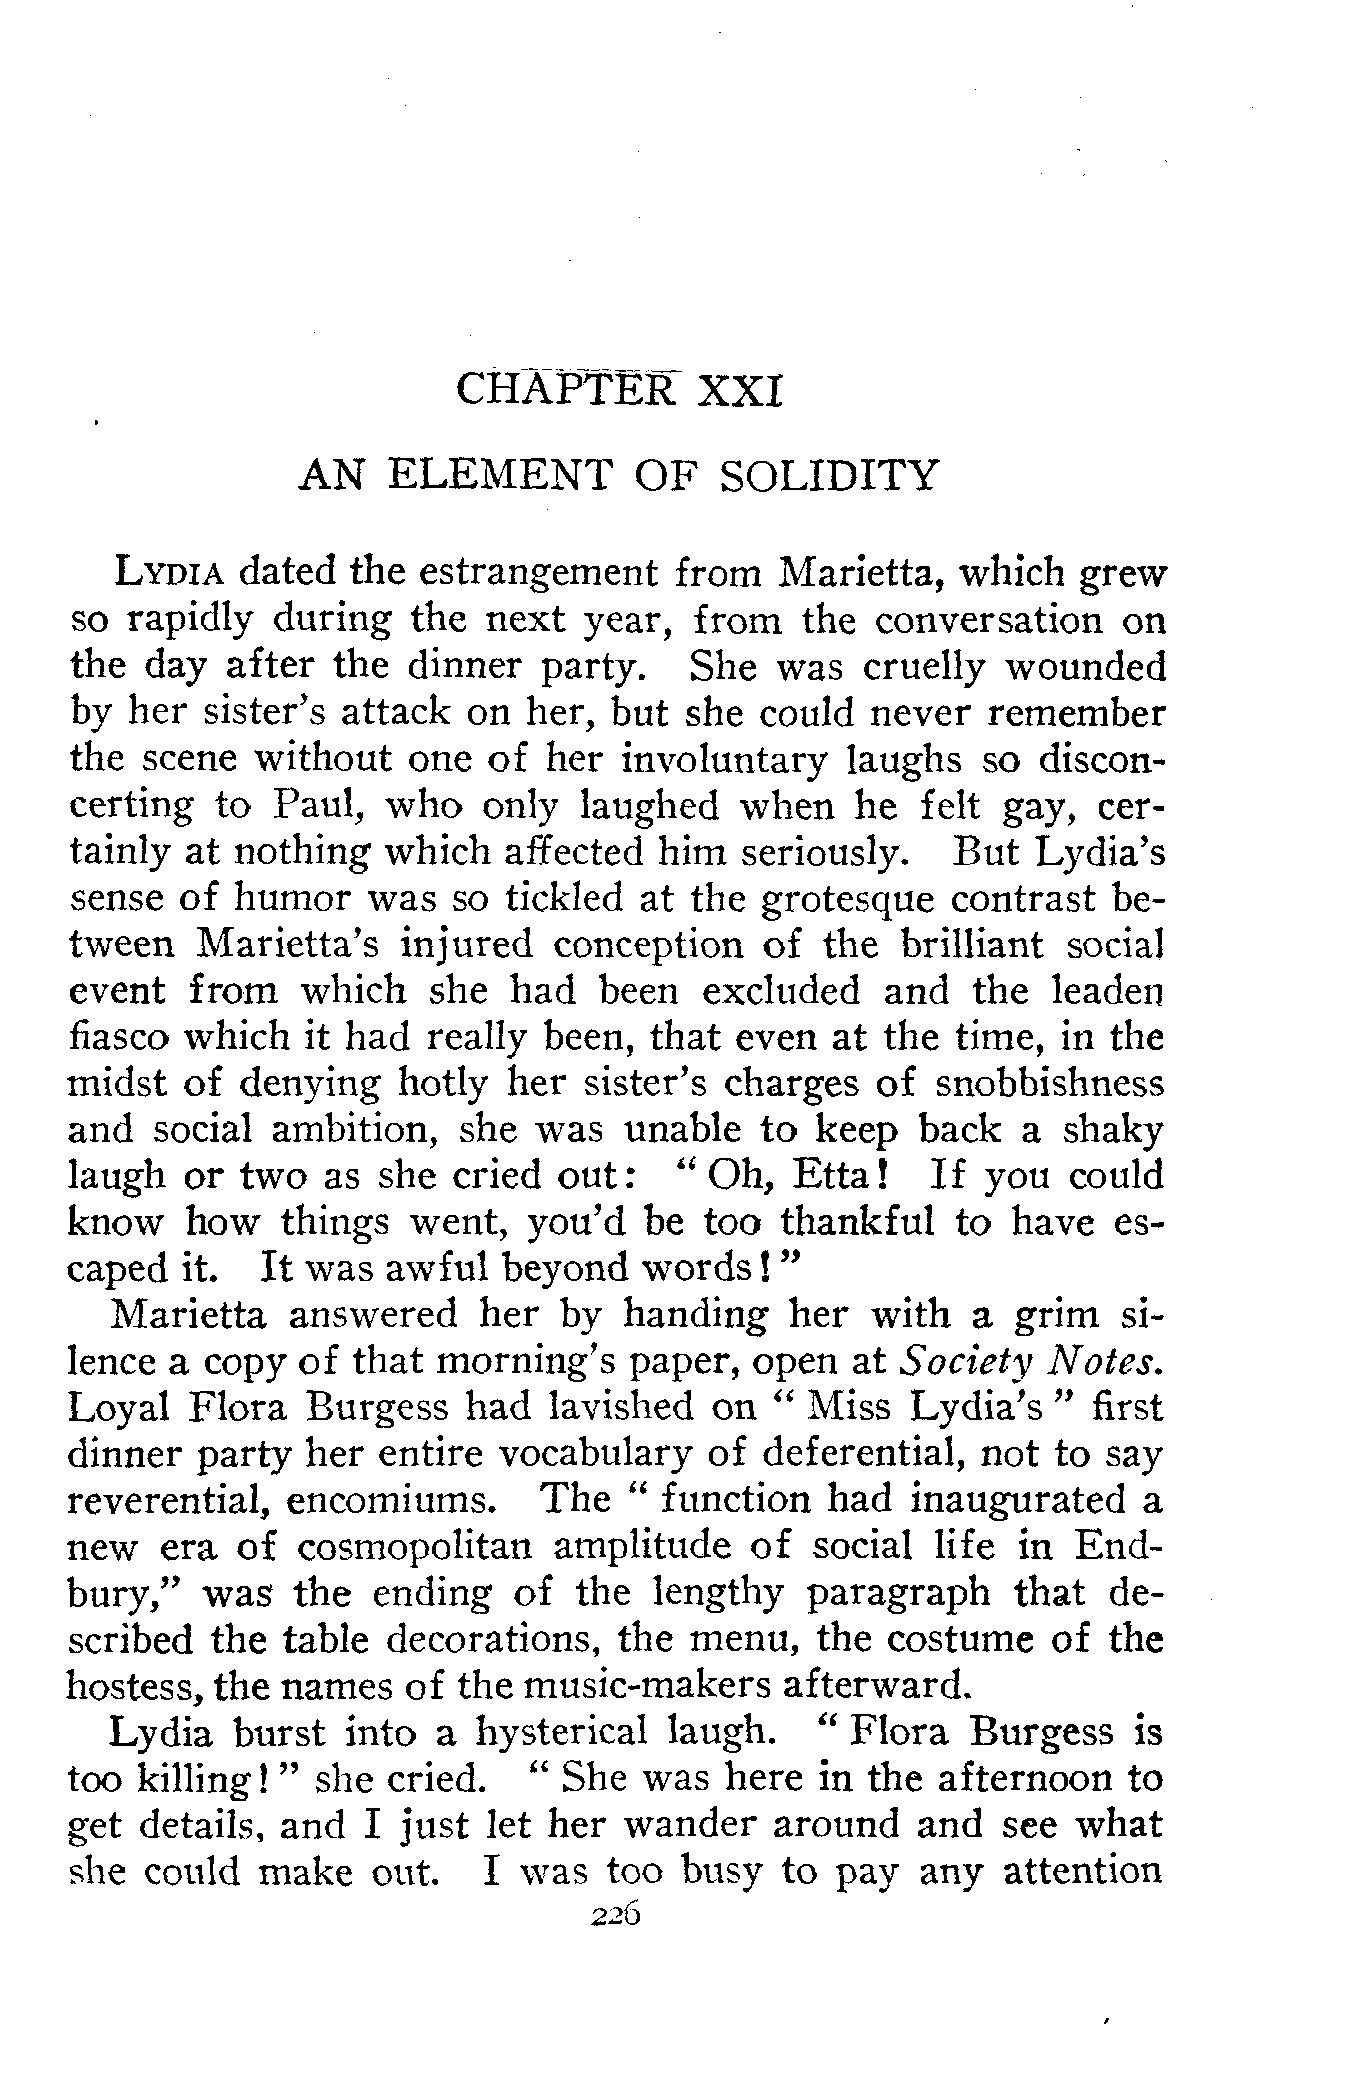 CHAPTER XXI
AN ELEMENT OF SOLIDITY
LYDIA dated the estrangement from Marietta, which grew
so rapidly during the next year, from the conversation on
the day after the dinner party. She was cruelly wounded
by her sister's attack on her, but she could never remember
the scene without one of her involuntary laughs so discon-
certing to Paul, who only laughed when he felt gay, cer-
tainly at nothing which affected him seriously. But Lydia's
sense of humor was so tickled at the grotesque contrast be-
tween Marietta's injured conception of the brilliant social
event from which she had been excluded and the leaden
fiasco which it had really been, that even at the time, in the
midst of denying hotly her sister's charges of snobbishness
and social ambition, she was unable to keep back a shaky
laugh or two as she cried out: "Oh, Etta! If you could
know how things went, you'd be too thankful to have es-
caped it. It was awful beyond words!"
Marietta answered her by handing her with a grim si-
lence a copy of that morning's paper, open at Society Notes.
Loyal Flora Burgess had lavished on "Miss Lydia's" first
dinner party her entire vocabulary of deferential, not to say
reverential, encomiums. The "function had inaugurated a
new era of cosmopolitan amplitude of social life in End-
bury," was the ending of the lengthy paragraph that de-
scribed the table decorations, the menu, the costume of the
hostess, the names of the music-makers afterward.
Lydia burst into a hysterical laugh. "Flora Burgess is
too killing!" she cried. "She was here in the afternoon to
get details, and I just let her wander around and see what
she could make out. I was too busy to pay any attention
226